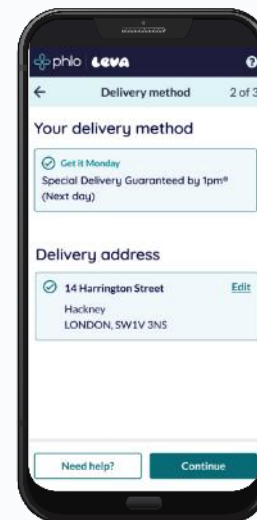 phlo Leva ?
Delivery method 2 of 3
Your delivery method
Get it Monday
Special Delivery Guaranteed by 1pm®
(Next day)
Delivery address
14 Harrington Street Edit
Hackney
LONDON, SW1V 3NS
Need help? Continue